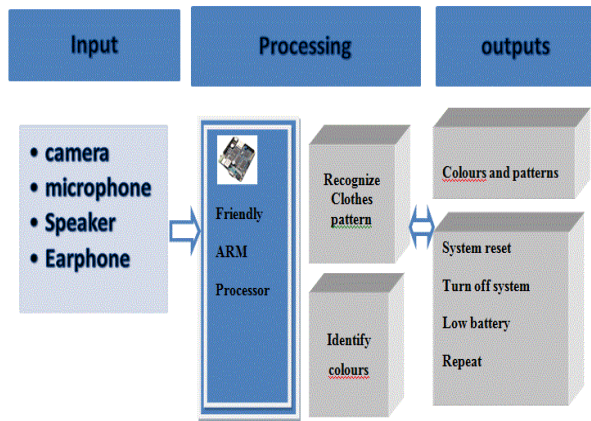 Input
Processing
outputs
• camera
• microphone
• Speaker
• Earphone
Friendly
ARM
Processor
Recognize
Clothes
pattern
Identify
colours
Colours and patterns
System reset
Turn off system
Low battery
Repeat